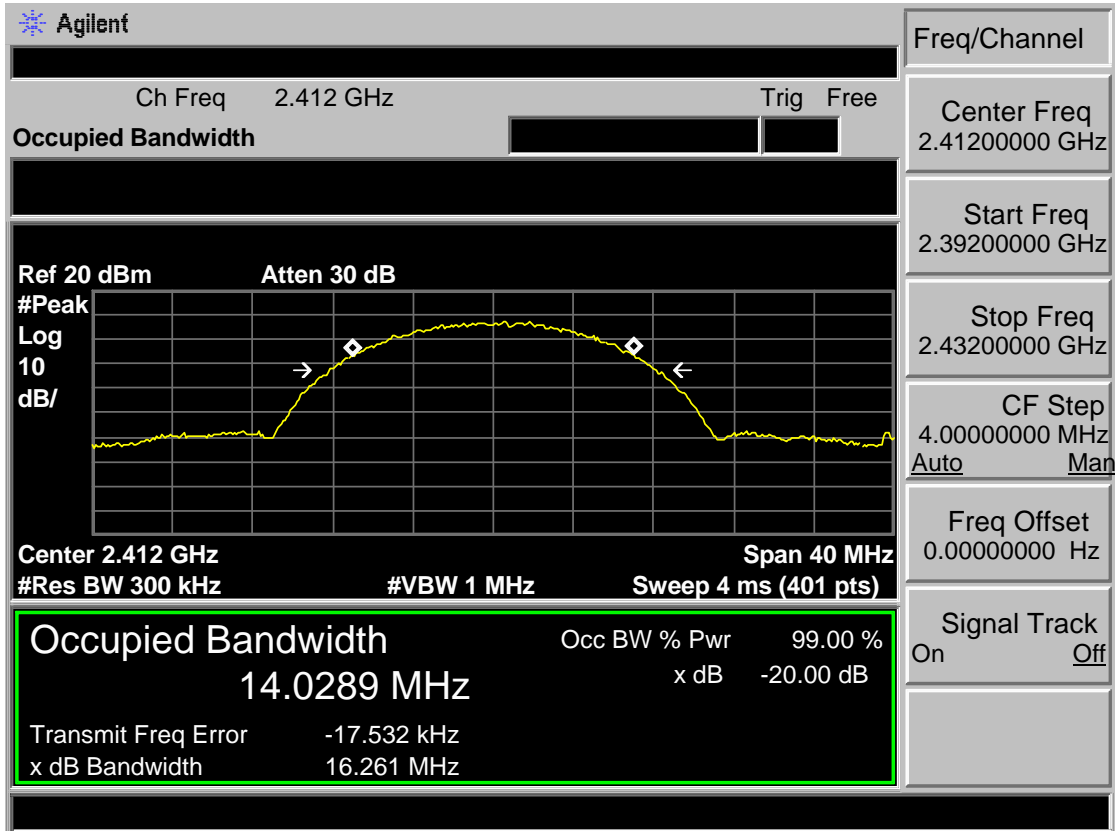 Agilent
Ch Freq 2.412 GHz Trig Free
Occupied Bandwidth
Ref 20 dBm Atten 30 dB
#Peak
Log
10
dB/
Center 2.412 GHz Span 40 MHz
#Res BW 300 kHz #VBW 1 MHz Sweep 4 ms (401 pts)
Occupied Bandwidth Occ BW % Pwr 99.00 %
14.0289 MHz x dB -20.00 dB
Transmit Freq Error -17.532 kHz
x dB Bandwidth 16.261 MHz
Freq/Channel
Center Freq
2.41200000 GHz
Start Freq
2.39200000 GHz
Stop Freq
2.43200000 GHz
CF Step
4.00000000 MHz
Auto Man
Freq Offset
0.00000000 Hz
Signal Track
On Off